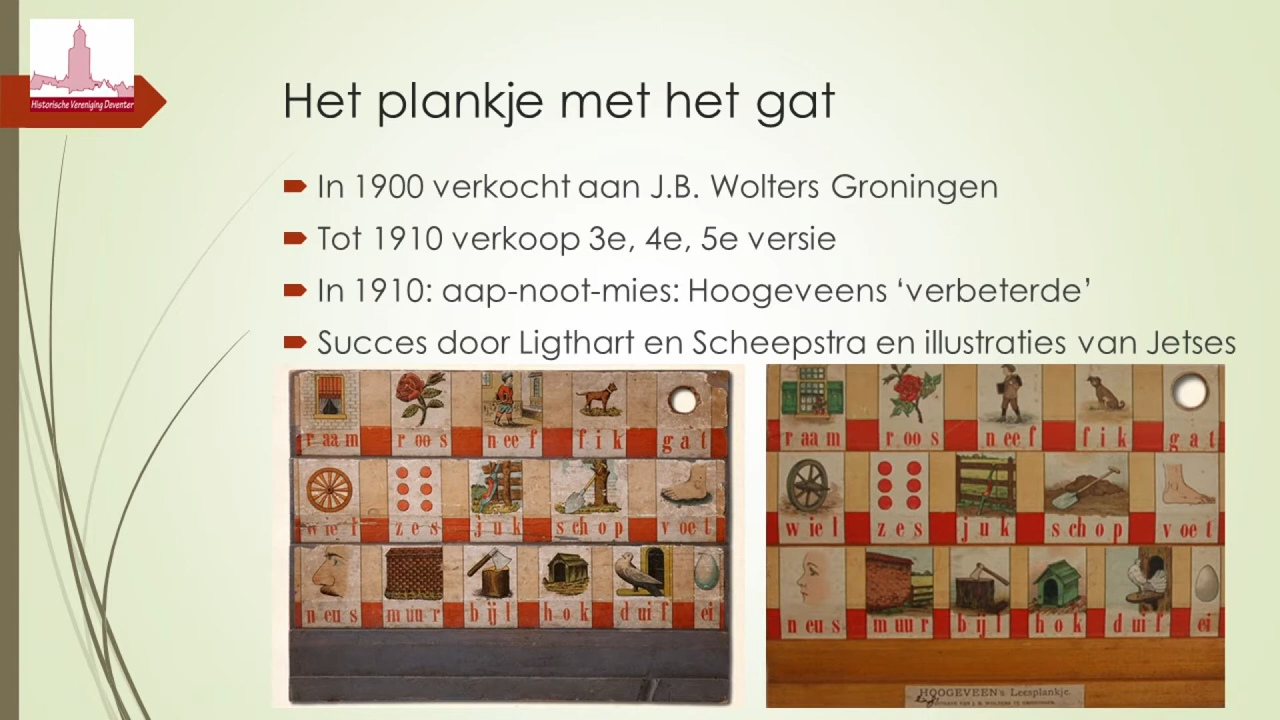 Historische Vereniging Deventer
Het plankje met het gat
In 1900 verkocht aan J.B. Wolters Groningen
Tot 1910 verkoop 3e, 4e, 5e versie
In 1910: aap-noot-mies: Hoogeveens ‘verbeterde’
Succes door Ligthart en Scheepstra en illustraties van Jetses
raam roos neef fik gat
wiel zes juk schop voet
neus muur bijl hok duif ei
raam roos neef fik gat
wiel zes juk schop voet
neus muur bijl hok duif ei
HOOGEVEEN's Leesplankje.
J. B. WOLTERS TE GRONINGEN.